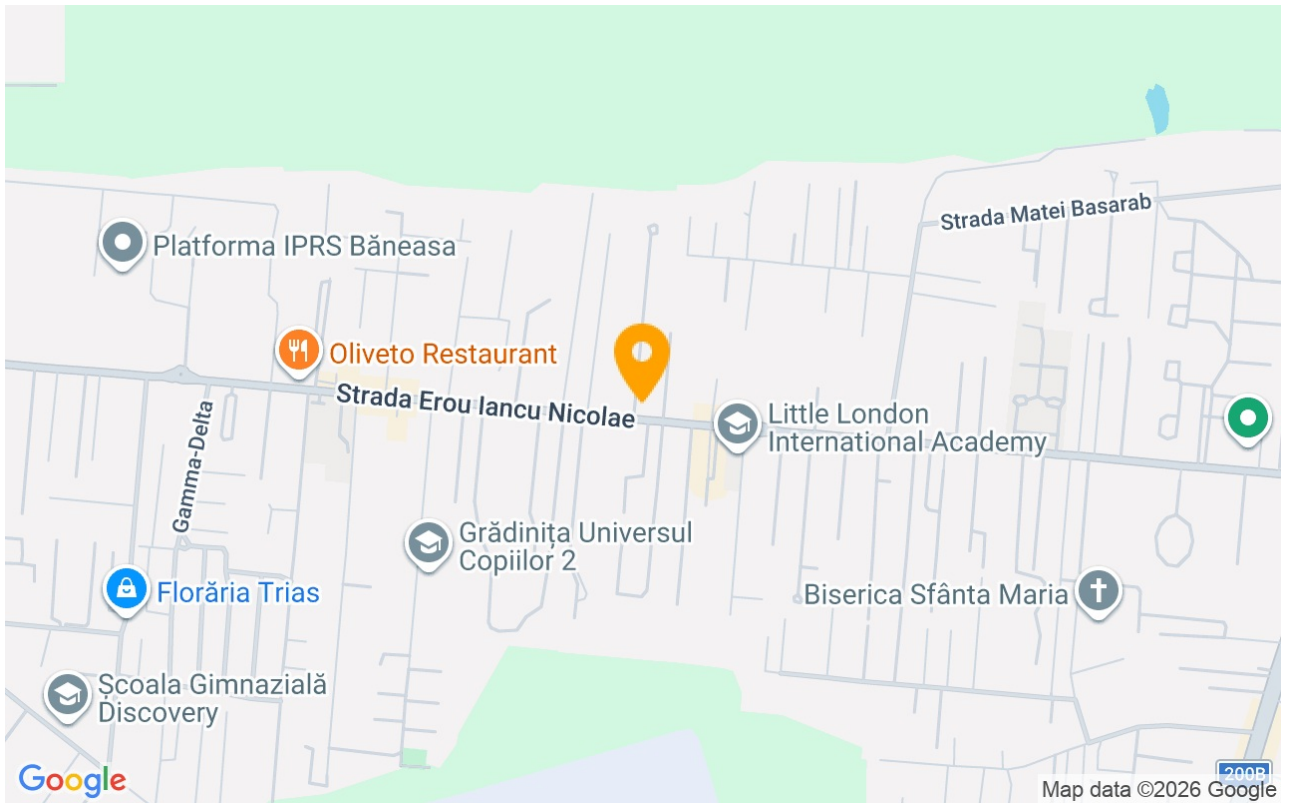 Strada Matei Basarab
Platforma IPRS Băneasa
Oliveto Restaurant
Strada Erou Iancu Nicolae
Little London
International Academy
Gamma-Delta
Grădinița Universul
Copiilor 2
Florăria Trias
Biserica Sfânta Maria
Școala Gimnazială
Discovery
Google
200B
Map data ©2026 Google